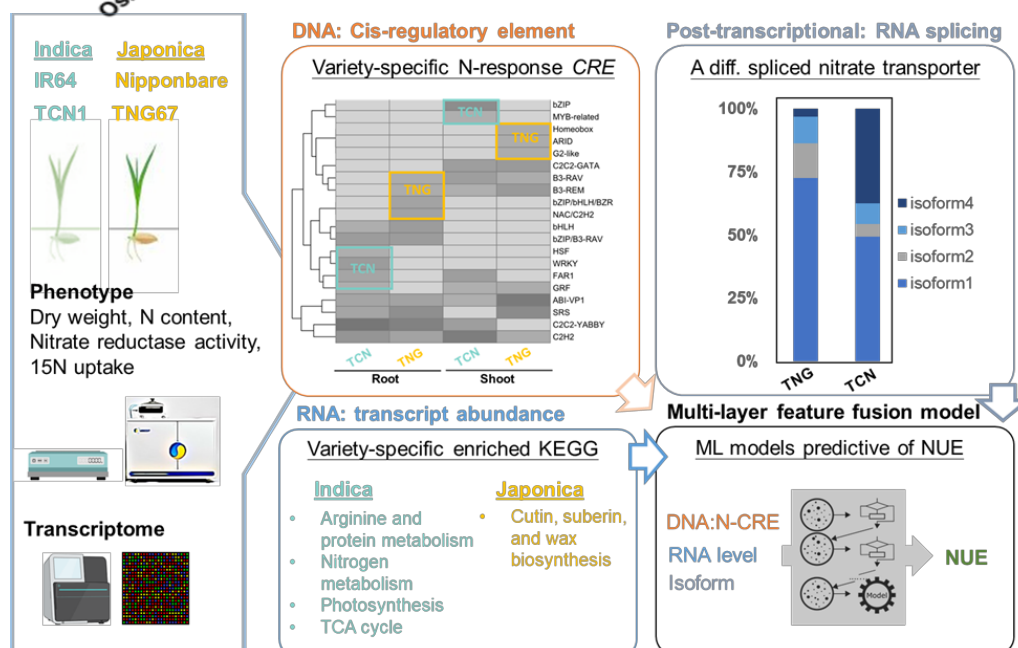 Indica
Japonica
IR64
Nipponbare
TCN1
TNG67
Phenotype
Dry weight, N content,
Nitrate reductase activity,
15N uptake
Transcriptome
DNA: Cis-regulatory element
Variety-specific N-response CRE
TCN
TNG
TNG
TCN
bZIP
MYB-related
Homeobox
ARID
G2-like
C2C2-GATA
B3-RAV
B3-REM
bZIP/bHLH/BZR
NAC/C2H2
bHLH
bZIP/B3-RAV
HSF
WRKY
FAR1
GRF
ABI-VP1
SRS
C2C2-YABBY
C2H2
TCN
TNG
TCN
TNG
Root
Shoot
Post-transcriptional: RNA splicing
A diff. spliced nitrate transporter
100%
75%
50%
25%
0%
TNG
TCN
isoform4
isoform3
isoform2
isoform1
RNA: transcript abundance
Variety-specific enriched KEGG
Indica
• Arginine and
protein metabolism
• Nitrogen
metabolism
• Photosynthesis
• TCA cycle
Japonica
• Cutin, suberin,
and wax
biosynthesis
Multi-layer feature fusion model
ML models predictive of NUE
DNA:N-CRE
RNA level
Isoform
Model
NUE